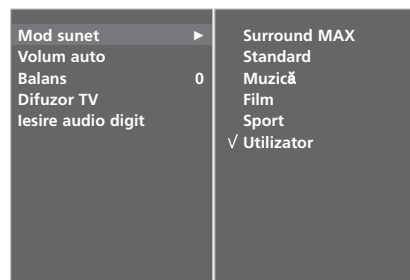 Mod sunet ►
Volum auto
Balans 0
Difuzor TV
Iesire audio digit
Surround MAX
Standard
Muzică
Film
Sport
√ Utilizator